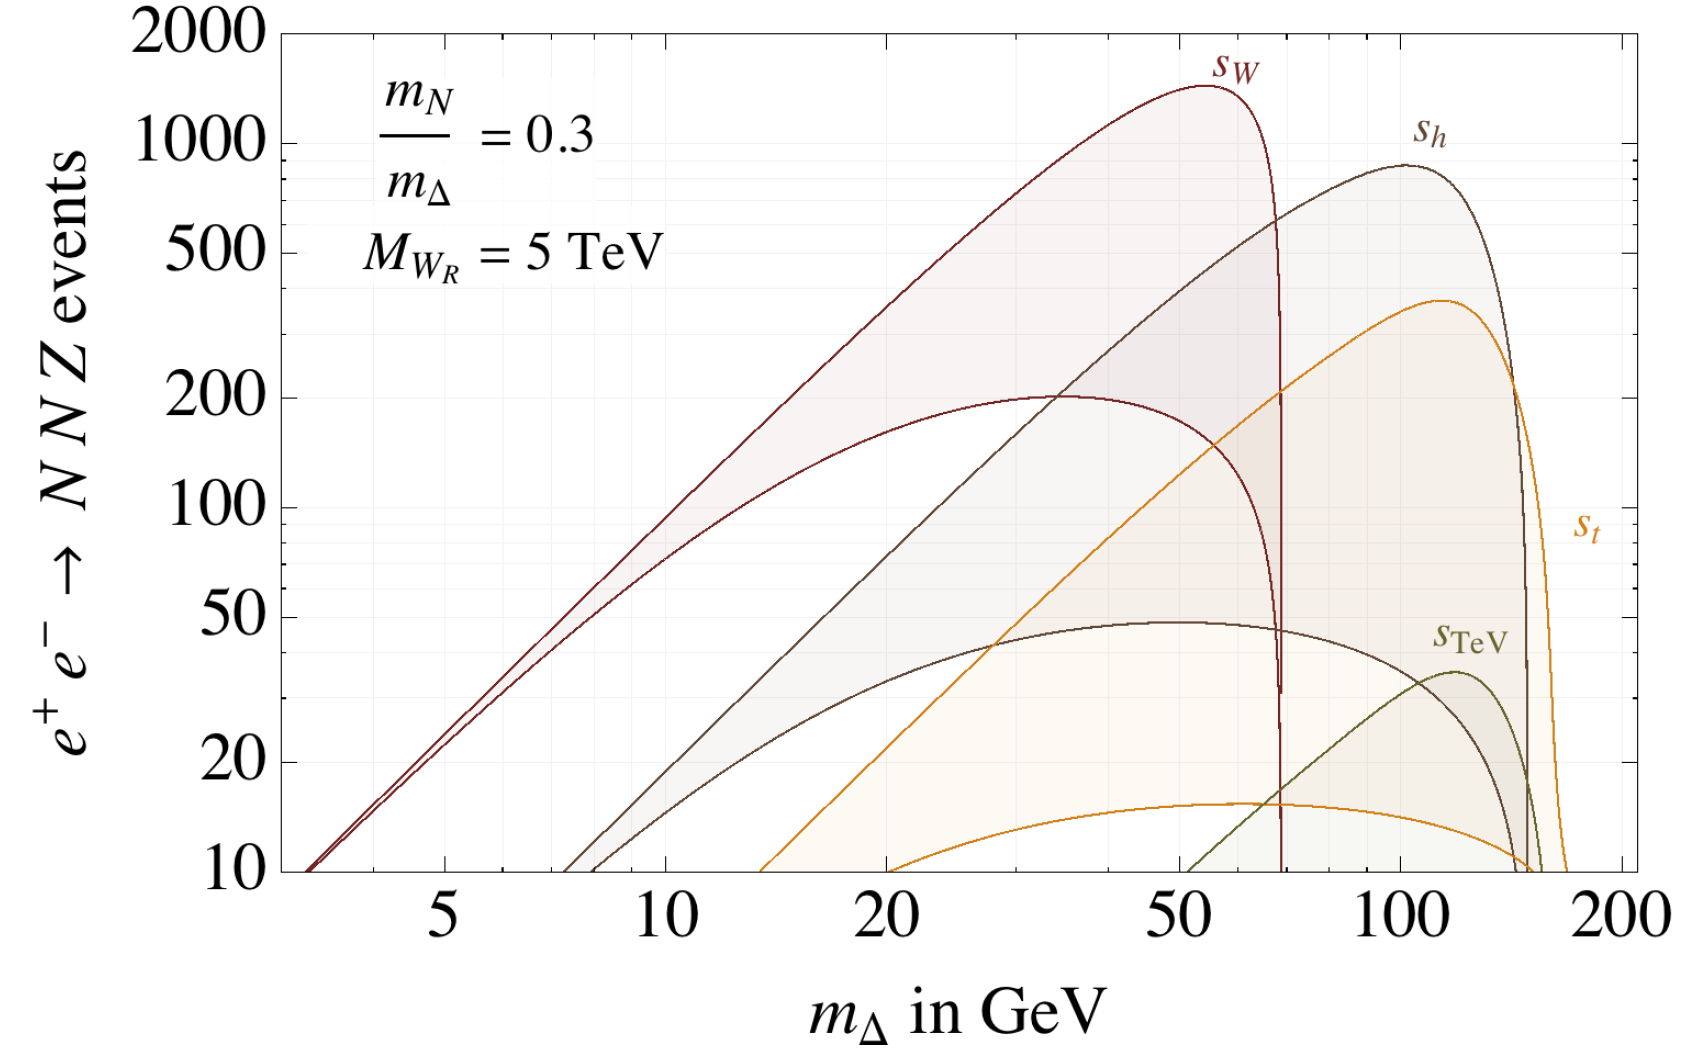 2000
1000
500
200
100
50
20
10
e⁺ e⁻ → N N Z events
m_N
—— = 0.3
m_Δ
M_{W_R} = 5 TeV
s_W
s_h
s_t
s_TeV
5 10 20 50 100 200
m_Δ in GeV